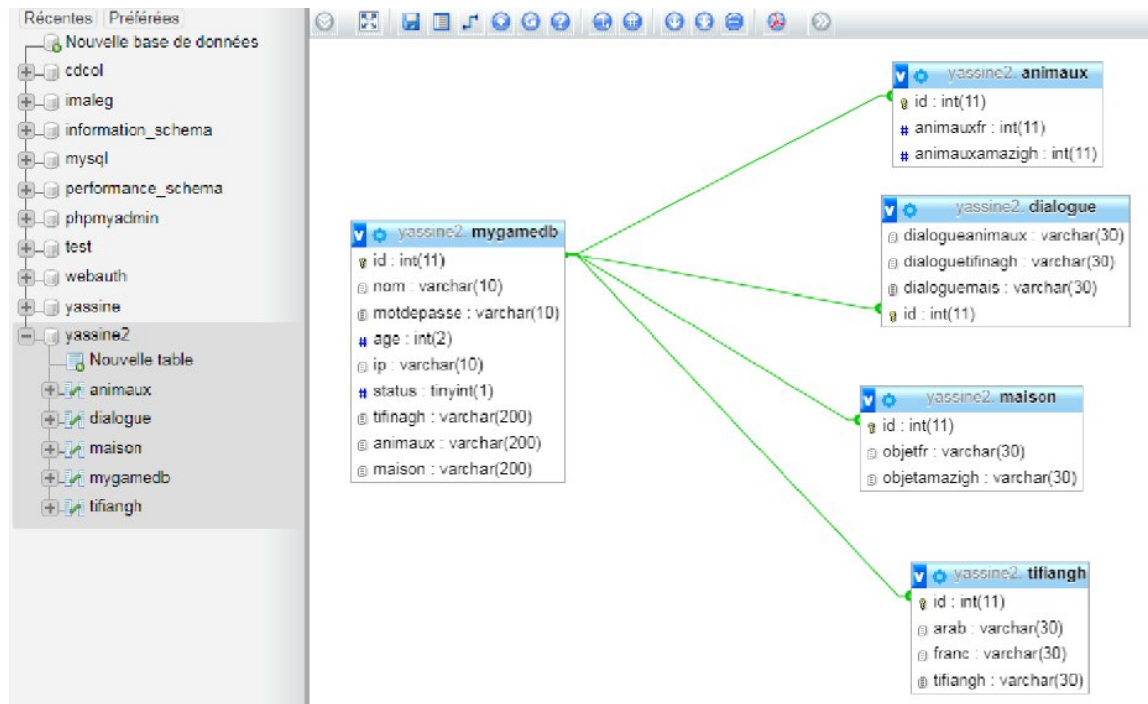 Récentes Préférées
Nouvelle base de données
cdcol
imaleg
information_schema
mysql
performance_schema
phpmyadmin
test
webauth
yassine
yassine2
Nouvelle table
animaux
dialogue
maison
mygamedb
tifiangh
yassine2. mygamedb
id : int(11)
nom : varchar(10)
motdepasse : varchar(10)
age : int(2)
ip : varchar(10)
status : tinyint(1)
tifinagh : varchar(200)
animaux : varchar(200)
maison : varchar(200)
yassine2. animaux
id : int(11)
animauxfr : int(11)
animauxamazigh : int(11)
yassine2. dialogue
dialogueanimaux : varchar(30)
dialoguetifinagh : varchar(30)
dialoguemais : varchar(30)
id : int(11)
yassine2. maison
id : int(11)
objetfr : varchar(30)
objetamazigh : varchar(30)
yassine2. tifiangh
id : int(11)
arab : varchar(30)
franc : varchar(30)
tifiangh : varchar(30)